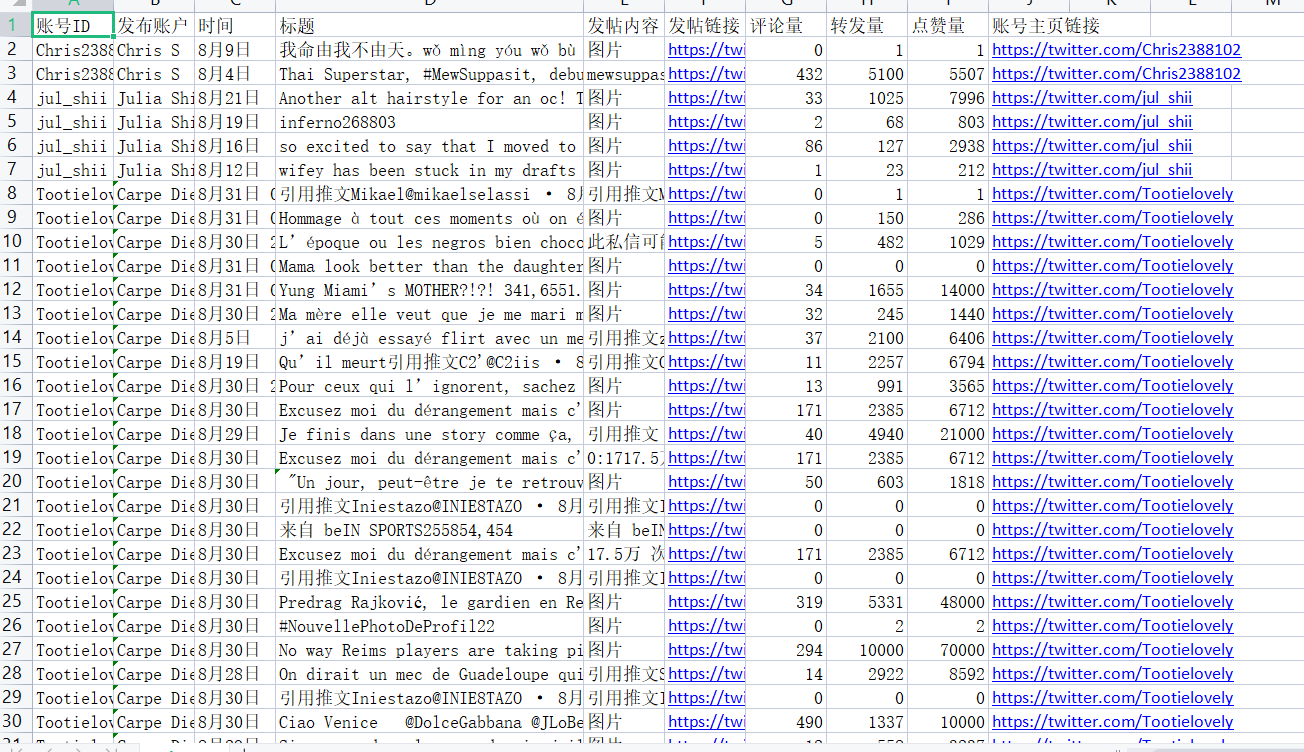 账号ID 发布账户 时间 标题 发帖内容 发帖链接 评论量 转发量 点赞量 账号主页链接
1
2 Chris2388 Chris S 8月9日 我命由我不由天。wǒ mìng yóu wǒ bù 图片 https://twi 0 1 1 https://twitter.com/Chris2388102
3 Chris2388 Chris S 8月4日 Thai Superstar, #MewSuppasit, debu mewsuppas https://twi 432 5100 5507 https://twitter.com/Chris2388102
4 jul_shii Julia Shi 8月21日 Another alt hairstyle for an oc! T 图片 https://twi 33 1025 7996 https://twitter.com/jul_shii
5 jul_shii Julia Shi 8月19日 inferno268803 图片 https://twi 2 68 803 https://twitter.com/jul_shii
6 jul_shii Julia Shi 8月16日 so excited to say that I moved to 图片 https://twi 86 127 2938 https://twitter.com/jul_shii
7 jul_shii Julia Shi 8月12日 wifey has been stuck in my drafts 图片 https://twi 1 23 212 https://twitter.com/jul_shii
8 Tootielov Carpe Die 8月31日 引用推文Mikael@mikaelselassi • 8月 引用推文M https://twi 0 1 1 https://twitter.com/Tootielovely
9 Tootielov Carpe Die 8月31日 Hommage à tout ces moments où on é 图片 https://twi 0 150 286 https://twitter.com/Tootielovely
10 Tootielov Carpe Die 8月30日 2 L’époque ou les negros bien choco 此私信可能 https://twi 5 482 1029 https://twitter.com/Tootielovely
11 Tootielov Carpe Die 8月31日 Mama look better than the daughter 图片 https://twi 0 0 0 https://twitter.com/Tootielovely
12 Tootielov Carpe Die 8月31日 Yung Miami’s MOTHER?!?! 341,6551. 图片 https://twi 34 1655 14000 https://twitter.com/Tootielovely
13 Tootielov Carpe Die 8月30日 2 Ma mère elle veut que je me mari m 图片 https://twi 32 245 1440 https://twitter.com/Tootielovely
14 Tootielov Carpe Die 8月5日 j’ai déjà essayé flirt avec un me 引用推文z https://twi 37 2100 6406 https://twitter.com/Tootielovely
15 Tootielov Carpe Die 8月19日 Qu’il meurt引用推文C2'@C2iis • 8 引用推文C https://twi 11 2257 6794 https://twitter.com/Tootielovely
16 Tootielov Carpe Die 8月30日 2 Pour ceux qui l’ignorent, sachez 图片 https://twi 13 991 3565 https://twitter.com/Tootielovely
17 Tootielov Carpe Die 8月30日 Excusez moi du dérangement mais c' 图片 https://twi 171 2385 6712 https://twitter.com/Tootielovely
18 Tootielov Carpe Die 8月29日 Je finis dans une story comme ça, 引用推文 https://twi 40 4940 21000 https://twitter.com/Tootielovely
19 Tootielov Carpe Die 8月30日 Excusez moi du dérangement mais c' 0:1717.5万 https://twi 171 2385 6712 https://twitter.com/Tootielovely
20 Tootielov Carpe Die 8月30日 "Un jour, peut-être je te retrouv 图片 https://twi 50 603 1818 https://twitter.com/Tootielovely
21 Tootielov Carpe Die 8月30日 引用推文Iniestazo@INIE8TAZO • 8月 引用推文I https://twi 0 0 0 https://twitter.com/Tootielovely
22 Tootielov Carpe Die 8月30日 来自 beIN SPORTS255854,454 来自 beIN https://twi 0 0 0 https://twitter.com/Tootielovely
23 Tootielov Carpe Die 8月30日 Excusez moi du dérangement mais c' 17.5万 次 https://twi 171 2385 6712 https://twitter.com/Tootielovely
24 Tootielov Carpe Die 8月30日 引用推文Iniestazo@INIE8TAZO • 8月 引用推文I https://twi 0 0 0 https://twitter.com/Tootielovely
25 Tootielov Carpe Die 8月30日 Predrag Rajković, le gardien en Re 图片 https://twi 319 5331 48000 https://twitter.com/Tootielovely
26 Tootielov Carpe Die 8月30日 #NouvellePhotoDeProfil22 图片 https://twi 0 2 2 https://twitter.com/Tootielovely
27 Tootielov Carpe Die 8月30日 No way Reims players are taking pi 图片 https://twi 294 10000 70000 https://twitter.com/Tootielovely
28 Tootielov Carpe Die 8月28日 On dirait un mec de Guadeloupe qui 引用推文S https://twi 14 2922 8592 https://twitter.com/Tootielovely
29 Tootielov Carpe Die 8月30日 引用推文Iniestazo@INIE8TAZO • 8月 引用推文I https://twi 0 0 0 https://twitter.com/Tootielovely
30 Tootielov Carpe Die 8月30日 Ciao Venice @DolceGabbana @JLoBe 图片 https://twi 490 1337 10000 https://twitter.com/Tootielovely